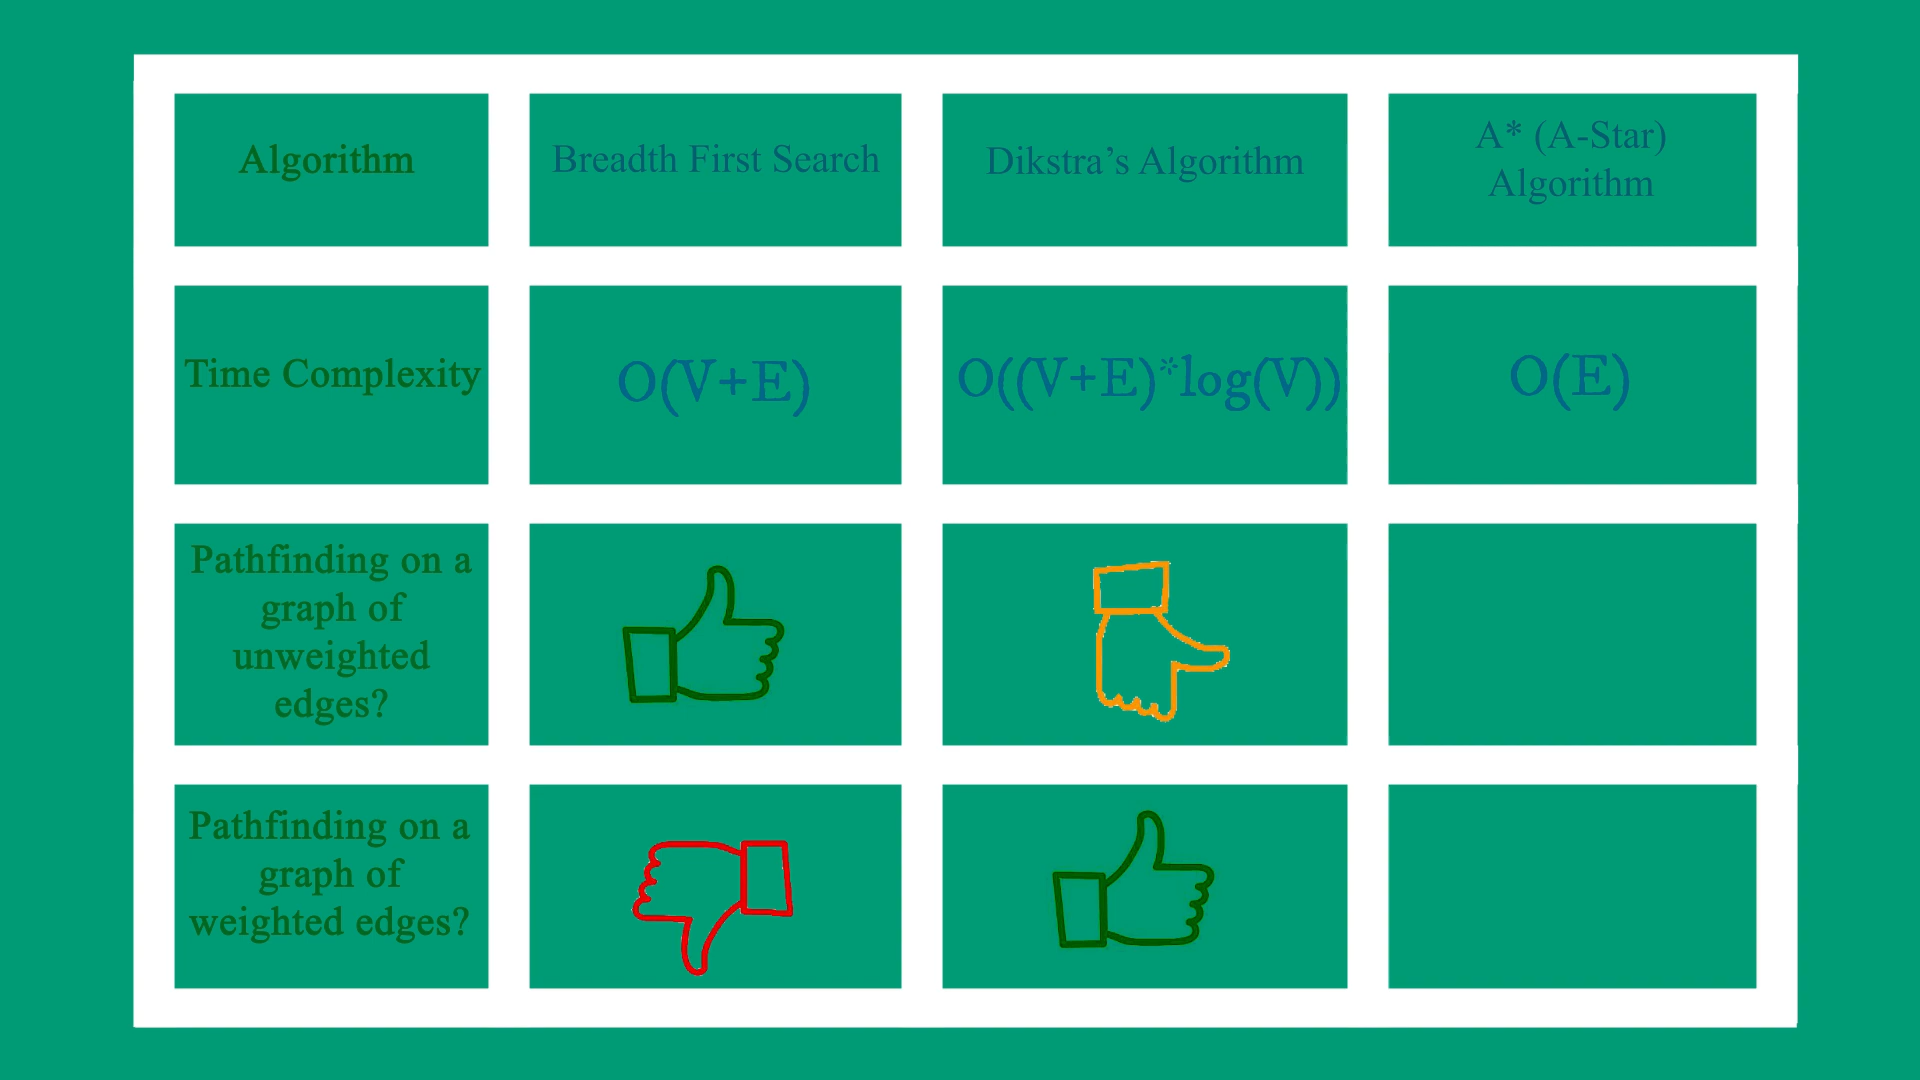 Algorithm
Breadth First Search
Dikstra’s Algorithm
A* (A-Star)
Algorithm
Time Complexity
O(V+E)
O((V+E)*log(V))
O(E)
Pathfinding on a
graph of
unweighted
edges?
Pathfinding on a
graph of
weighted edges?